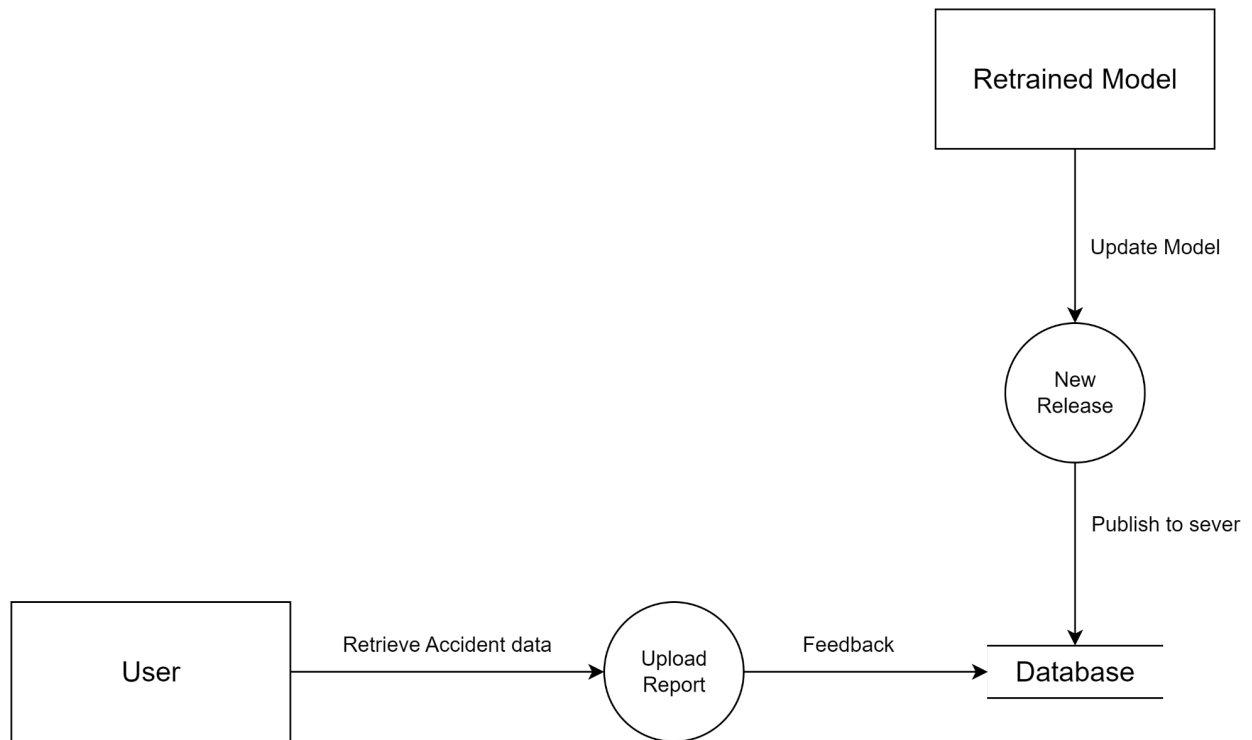 Retrained Model
Update Model
New
Release
Publish to sever
User
Retrieve Accident data
Upload
Report
Feedback
Database